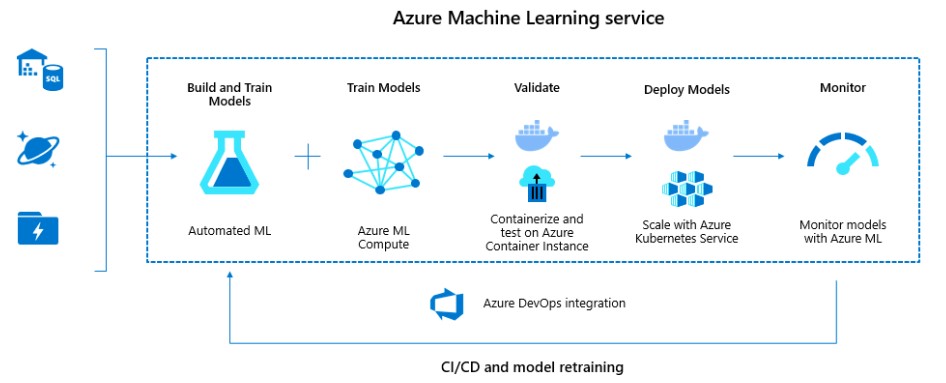 Azure Machine Learning service
SQL
Build and Train
Models
Train Models
Validate
Deploy Models
Monitor
Automated ML
Azure ML
Compute
Containerize and
test on Azure
Container Instance
Scale with Azure
Kubernetes Service
Monitor models
with Azure ML
Azure DevOps integration
CI/CD and model retraining